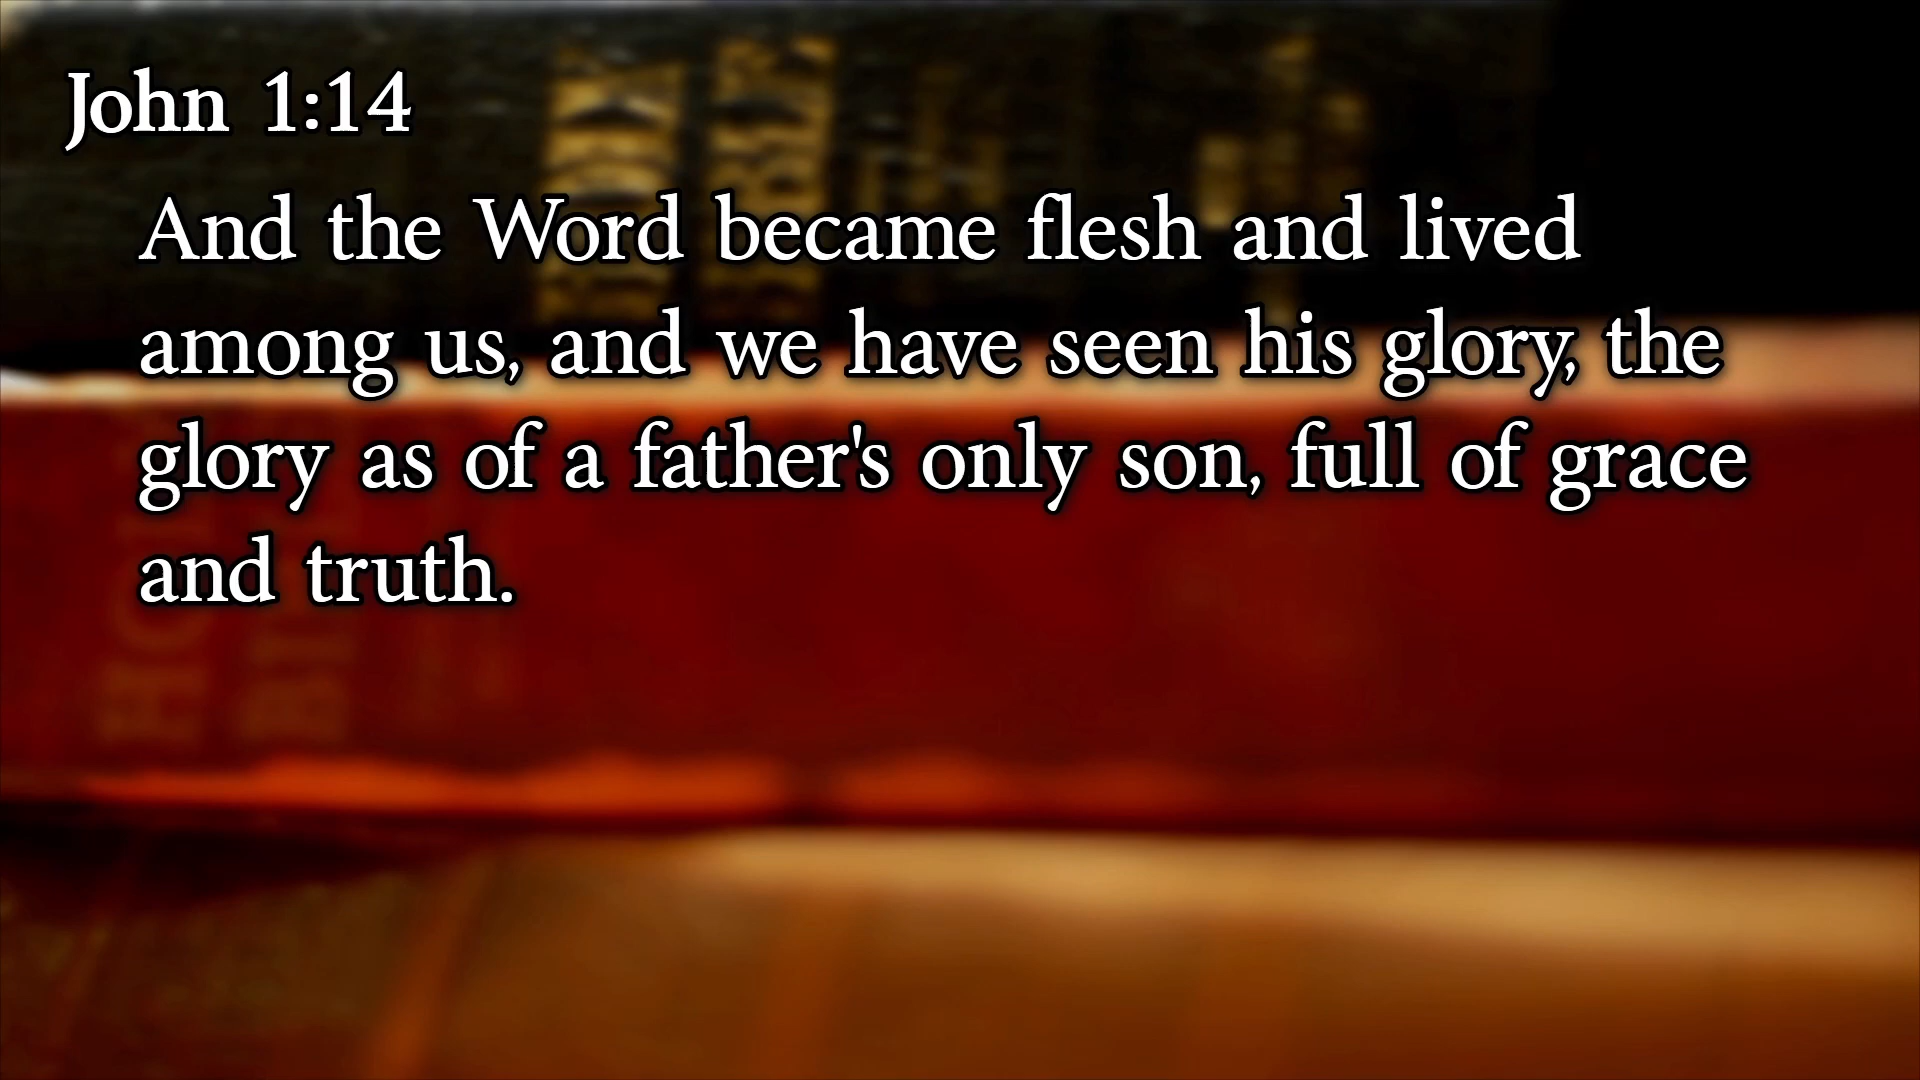 John 1:14
And the Word became flesh and lived
among us, and we have seen his glory, the
glory as of a father's only son, full of grace
and truth.